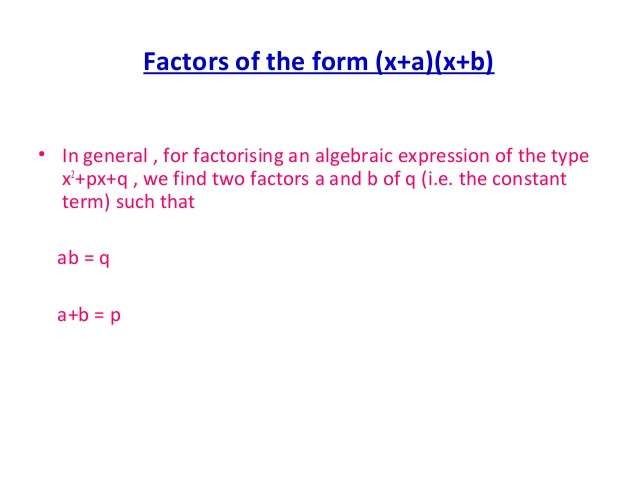 Factors of the form (x+a)(x+b)
• In general , for factorising an algebraic expression of the type
x²+px+q , we find two factors a and b of q (i.e. the constant
term) such that
ab = q
a+b = p